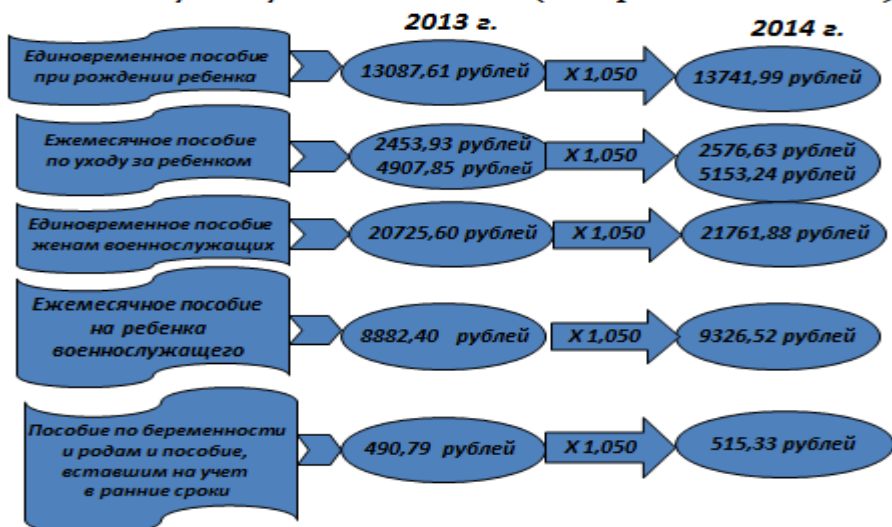 2013 г.
2014 г.
Единовременное пособие
при рождении ребенка
13087,61 рублей
X 1,050
13741,99 рублей
Ежемесячное пособие
по уходу за ребенком
2453,93 рублей
4907,85 рублей
X 1,050
2576,63 рублей
5153,24 рублей
Единовременное пособие
женам военнослужащих
20725,60 рублей
X 1,050
21761,88 рублей
Ежемесячное пособие
на ребенка
военнослужащего
8882,40 рублей
X 1,050
9326,52 рублей
Пособие по беременности
и родам и пособие,
вставшим на учет
в ранние сроки
490,79 рублей
X 1,050
515,33 рублей